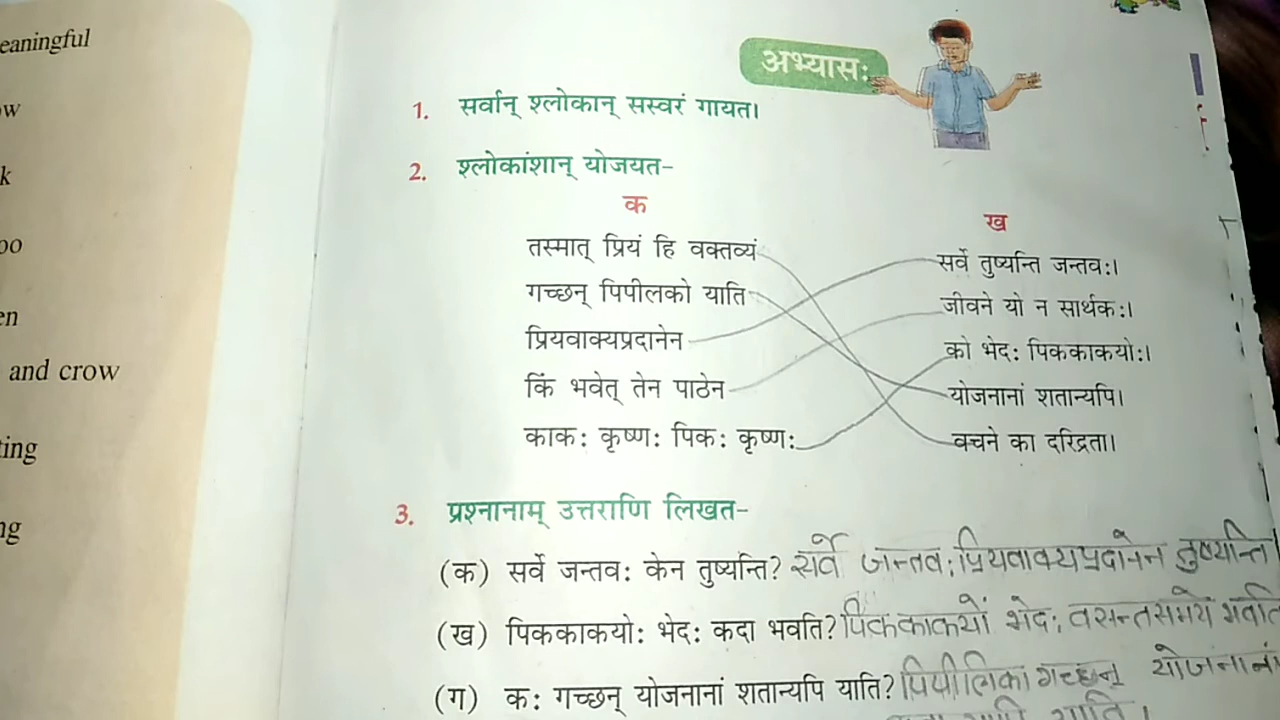 eaningful
ow
k
oo
en
and crow
ting
ng
अभ्यासः
1. सर्वान् श्लोकान् सस्वरं गायत।
2. श्लोकांशान् योजयत-
क
ख
तस्मात् प्रियं हि वक्तव्यं
सर्वे तुष्यन्ति जन्तवः।
गच्छन् पिपीलको याति
जीवने यो न सार्थकः।
प्रियवाक्यप्रदानेन
को भेदः पिककाकयोः।
किं भवेत् तेन पाठेन
योजनानां शतान्यपि।
काकः कृष्णः पिकः कृष्णः
वचने का दरिद्रता।
3. प्रश्नानाम् उत्तराणि लिखत-
(क) सर्वे जन्तवः केन तुष्यन्ति? सर्वे जन्तवः प्रियवाक्यप्रदानेन तुष्यन्ति।
(ख) पिककाकयोः भेदः कदा भवति? पिककाकयों भेदः वसन्तसमये भवति
(ग) कः गच्छन् योजनानां शतान्यपि याति? पिपीलिका गच्छन् योजनानां
याति।